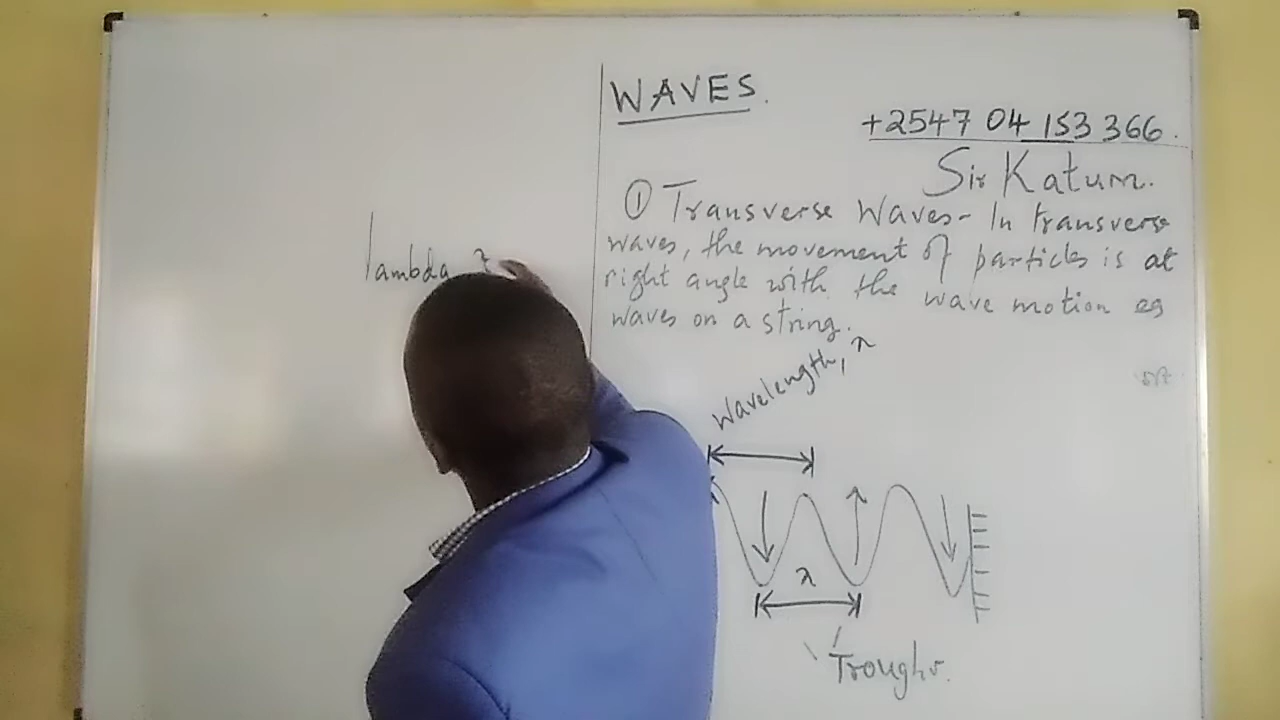 lambda λ
WAVES.
+2547 04 153 366.
Sir Katum.
① Transverse Waves - In transverse
waves, the movement of particles is at
right angle with the wave motion eg
waves on a string.
Wavelength, λ
λ
Troughs.